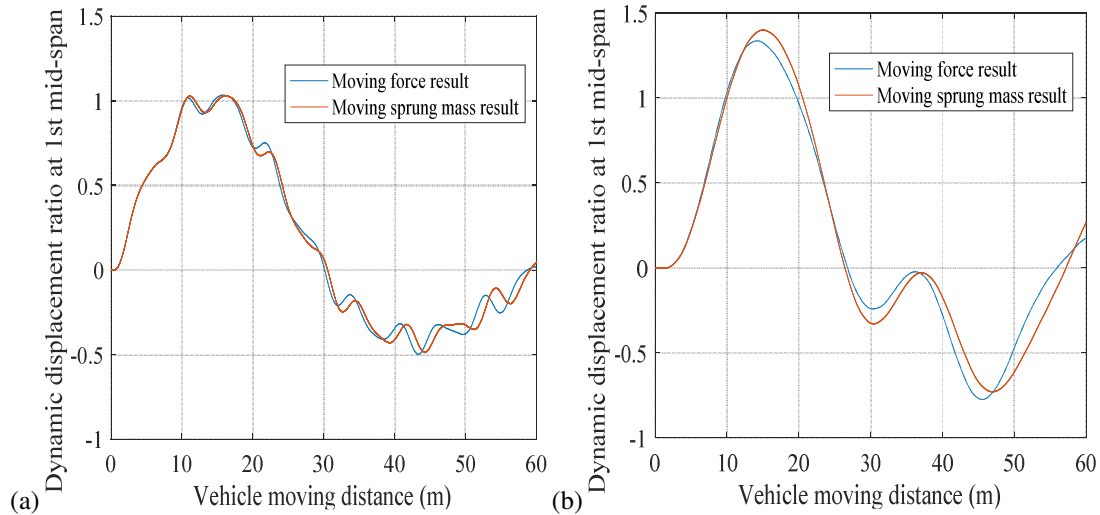 Dynamic displacement ratio at 1st mid-span
1.5
1
0.5
0
-0.5
-1
0 10 20 30 40 50 60
Vehicle moving distance (m)
Moving force result
Moving sprung mass result
(a)
Dynamic displacement ratio at 1st mid-span
1.5
1
0.5
0
-0.5
-1
0 10 20 30 40 50 60
Vehicle moving distance (m)
Moving force result
Moving sprung mass result
(b)